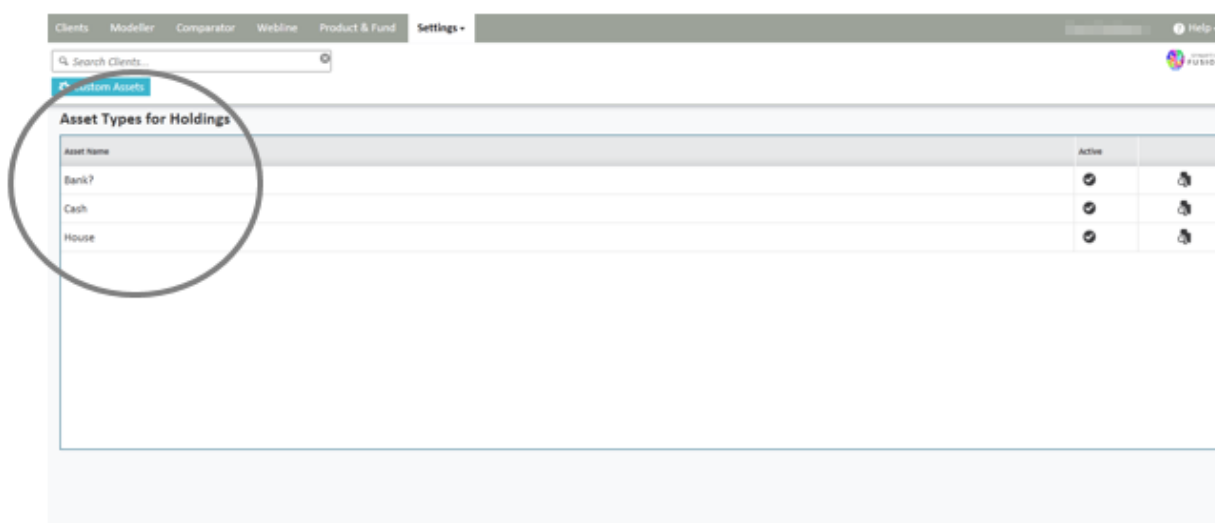 Clients Modeller Comparator Webline Product & Fund Settings Help
Search Clients...
Custom Assets
Asset Types for Holdings
Asset Name Active
Bank?
Cash
House